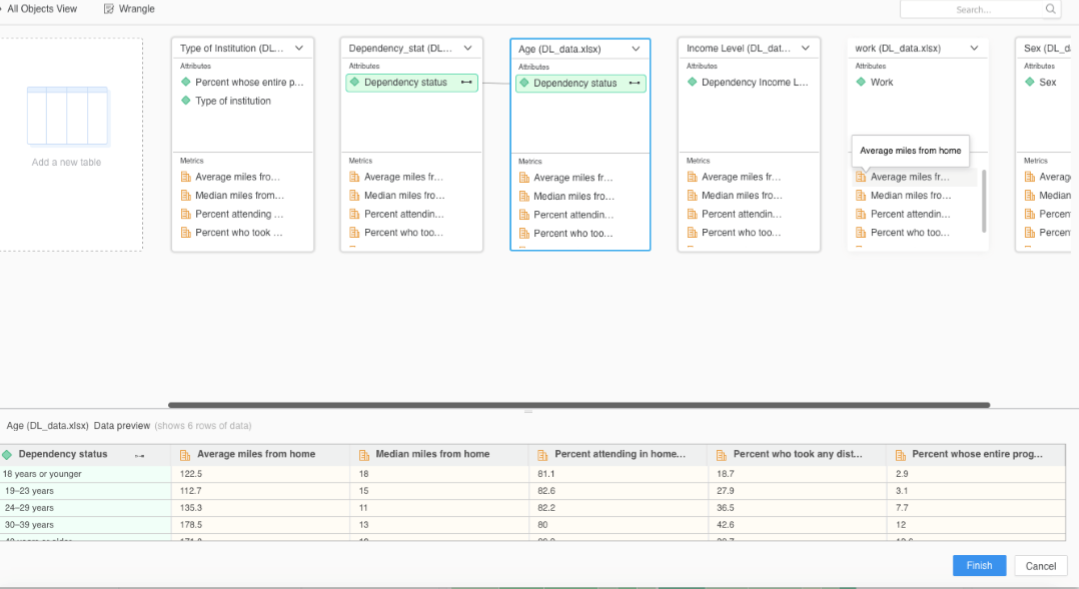 All Objects View Wrangle Search...
Type of Institution (DL... Dependency_stat (DL... Age (DL_data.xlsx) Income Level (DL_dat... work (DL_data.xlsx) Sex (DL_d
Attributes Attributes Attributes Attributes Attributes Attributes
Percent whose entire p... Dependency status Dependency status Dependency Income L... Work Sex
Type of institution
Add a new table
Average miles from home
Metrics Metrics Metrics Metrics Metrics
Average miles fro... Average miles fr... Average miles fr... Average miles fr... Average miles fr... Averag
Median miles from... Median miles fro... Median miles fro... Median miles fro... Median miles fro... Median
Percent attending ... Percent attendin... Percent attendin... Percent attendin... Percent attendin... Percen
Percent who took ... Percent who too... Percent who too... Percent who too... Percent who too... Percen
Age (DL_data.xlsx) Data preview (shows 6 rows of data)
Dependency status Average miles from home Median miles from home Percent attending in home... Percent who took any dist... Percent whose entire prog...
18 years or younger 122.5 18 81.1 18.7 2.9
19–23 years 112.7 15 82.6 27.9 3.1
24–29 years 135.3 11 82.2 36.5 7.7
30–39 years 178.5 13 80 42.6 12
Finish Cancel